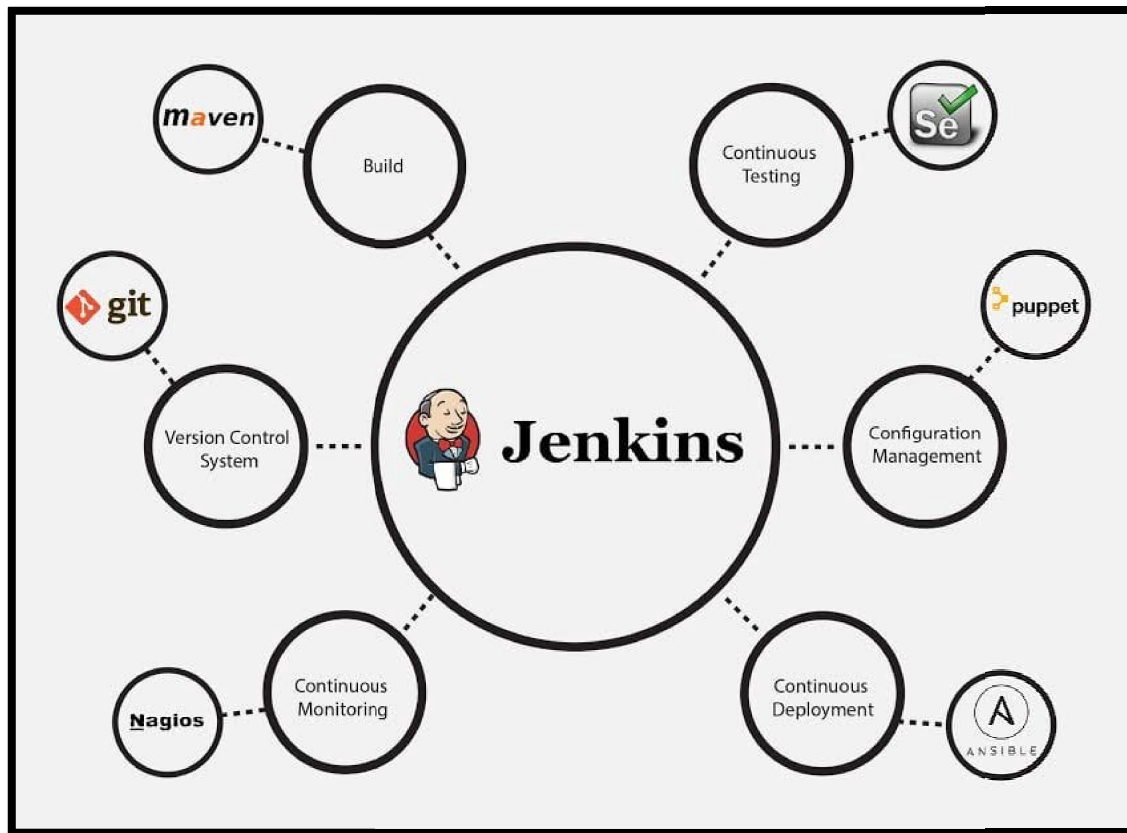 maven
Build
Continuous
Testing
Se
git
Version Control
System
Jenkins
puppet
Configuration
Management
Nagios
Continuous
Monitoring
Continuous
Deployment
A
ANSIBLE